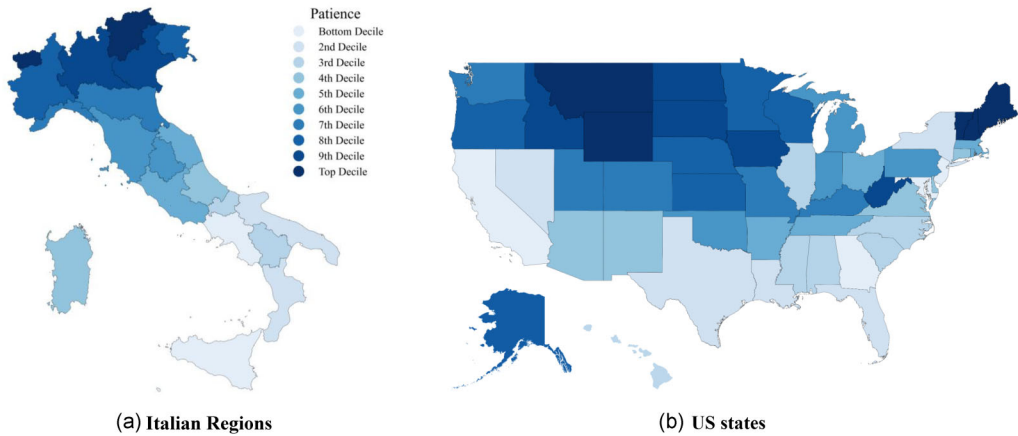 Patience
Bottom Decile
2nd Decile
3rd Decile
4th Decile
5th Decile
6th Decile
7th Decile
8th Decile
9th Decile
Top Decile
(a) Italian Regions
(b) US states